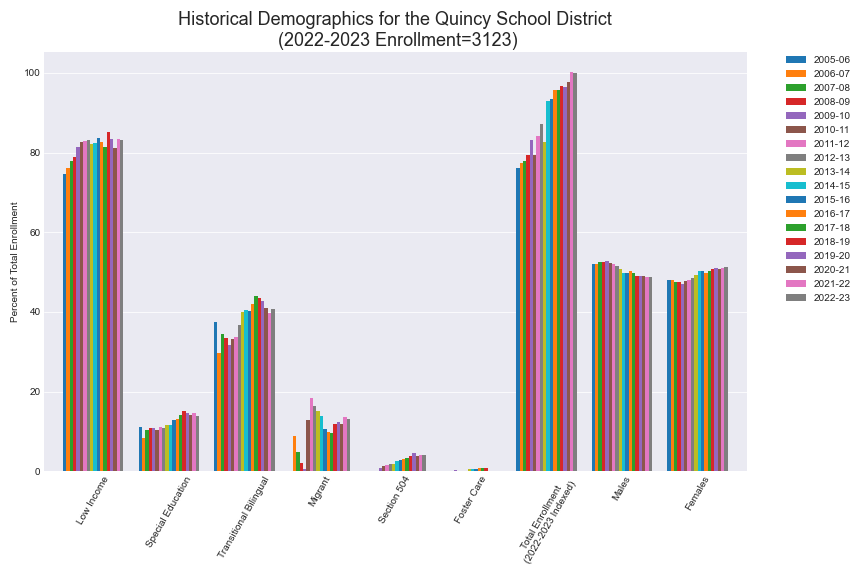 Historical Demographics for the Quincy School District
(2022-2023 Enrollment=3123)
Percent of Total Enrollment
100
80
60
40
20
0
Low Income
Special Education
Transitional Bilingual
Migrant
Section 504
Foster Care
Total Enrollment
(2022-2023 Indexed)
Males
Females
2005-06
2006-07
2007-08
2008-09
2009-10
2010-11
2011-12
2012-13
2013-14
2014-15
2015-16
2016-17
2017-18
2018-19
2019-20
2020-21
2021-22
2022-23